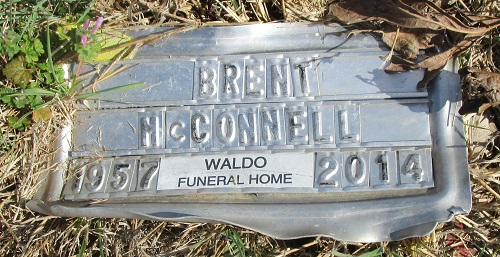 BRENT
McCONNELL
1957 WALDO FUNERAL HOME 2014